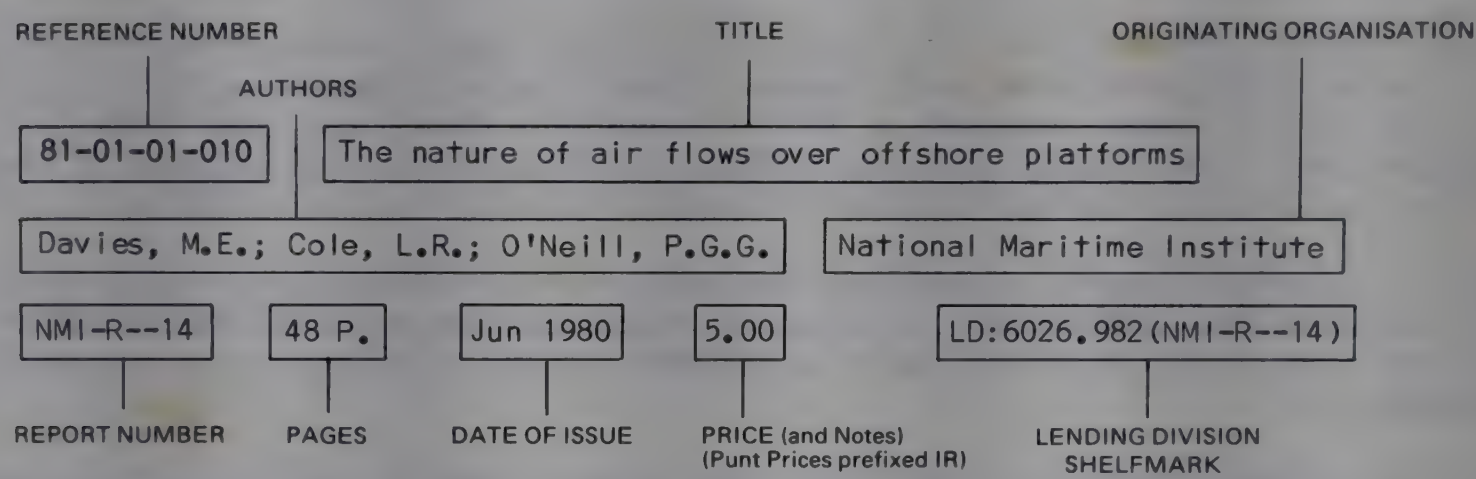 REFERENCE NUMBER TITLE ORIGINATING ORGANISATION
AUTHORS
81-01-01-010 The nature of air flows over offshore platforms
Davies, M.E.; Cole, L.R.; O'Neill, P.G.G. National Maritime Institute
NMI-R--14 48 P. Jun 1980 5.00 LD:6026.982(NMI-R--14)
REPORT NUMBER PAGES DATE OF ISSUE PRICE (and Notes) LENDING DIVISION
(Punt Prices prefixed IR) SHELFMARK